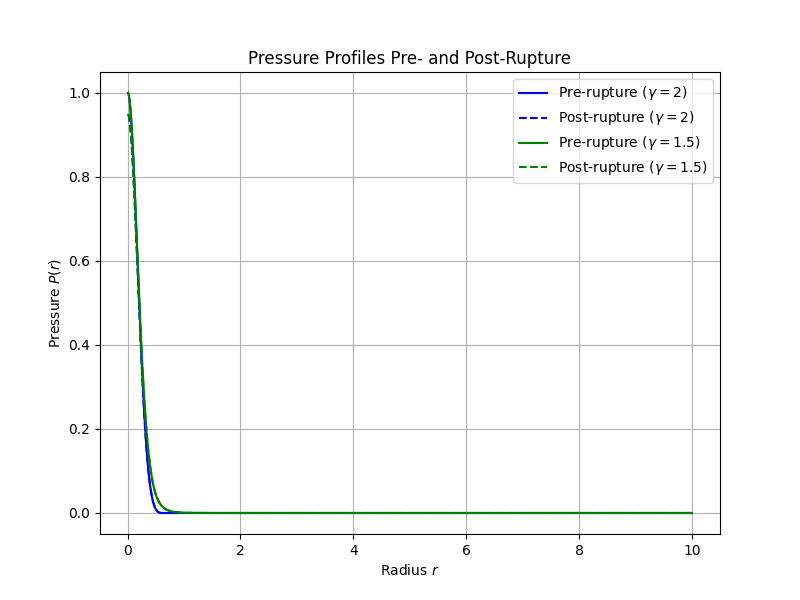 Pressure Profiles Pre- and Post-Rupture
Pre-rupture (γ = 2)
Post-rupture (γ = 2)
Pre-rupture (γ = 1.5)
Post-rupture (γ = 1.5)
Pressure P(r)
1.0
0.8
0.6
0.4
0.2
0.0
0 2 4 6 8 10
Radius r